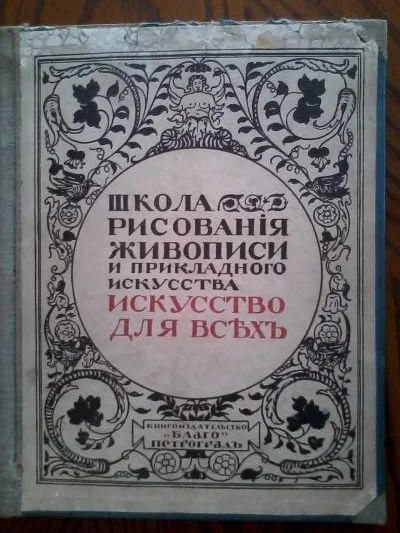 ШКОЛА
РИСОВАНІЯ
ЖИВОПИСИ
И ПРИКЛАДНОГО
ИСКУССТВА
ИСКУССТВО
ДЛЯ ВСѢХЪ
КНИГОИЗДАТЕЛЬСТВО
„БЛАГО"
ПЕТРОГРАДЪ